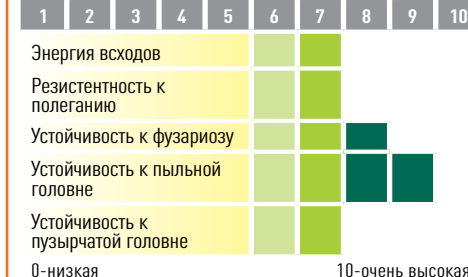 1 2 3 4 5 6 7 8 9 10
Энергия всходов
Резистентность к
полеганию
Устойчивость к фузариозу
Устойчивость к пыльной
головне
Устойчивость к
пузырчатой головне
0-низкая 10-очень высокая